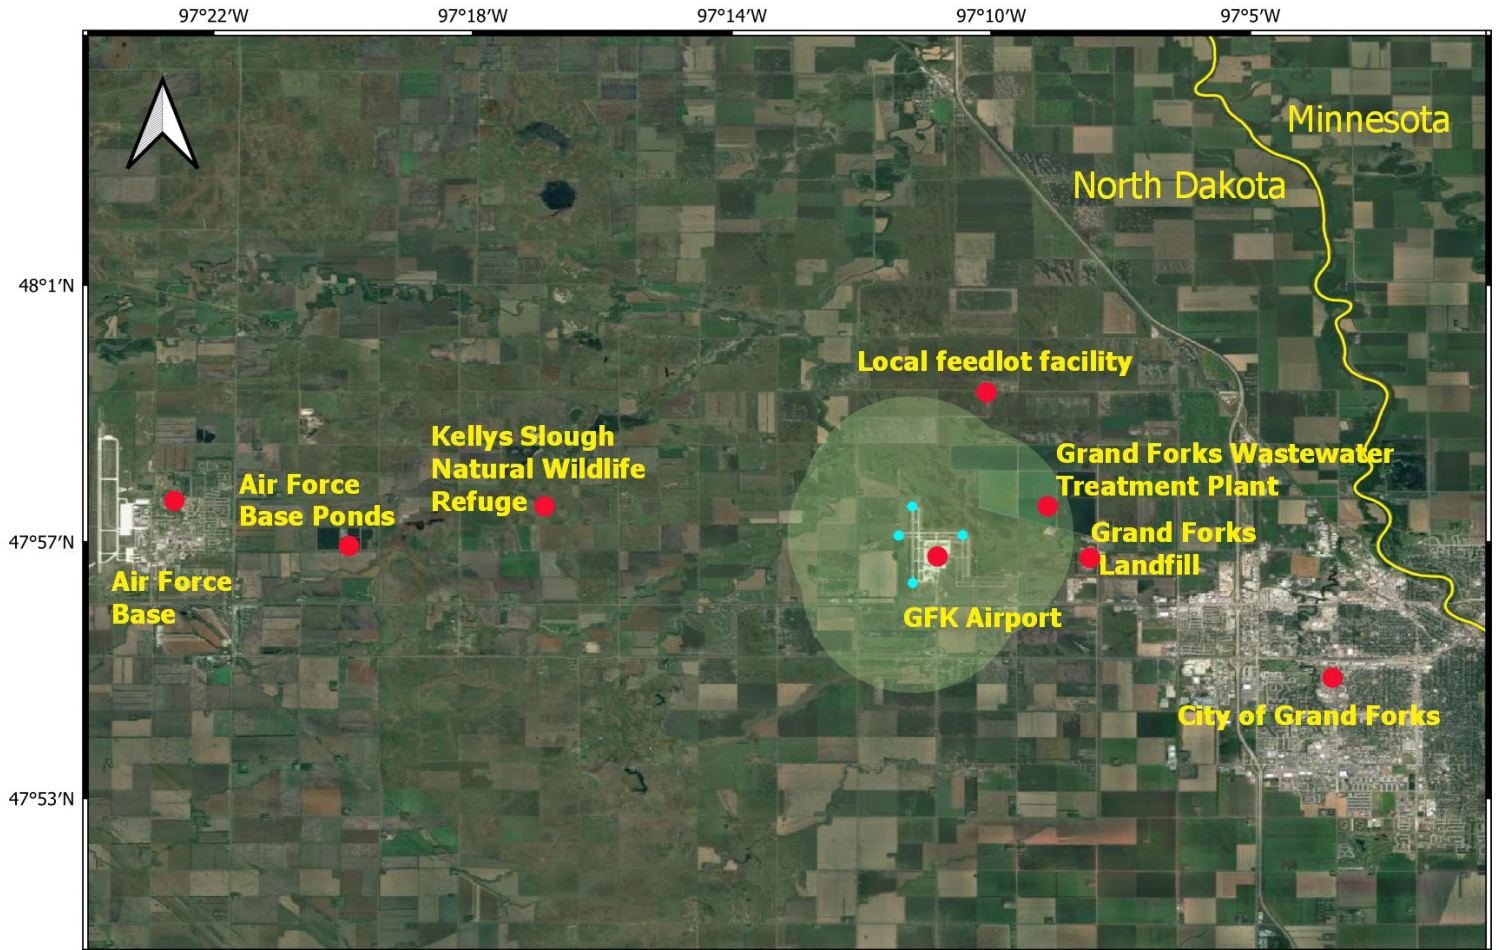 97°22′W 97°18′W 97°14′W 97°10′W 97°5′W
Minnesota
North Dakota
48°1′N
Local feedlot facility
Kellys Slough
Natural Wildlife
Refuge
Grand Forks Wastewater
Treatment Plant
Air Force
Base Ponds
Grand Forks
Landfill
47°57′N
Air Force
Base
GFK Airport
City of Grand Forks
47°53′N